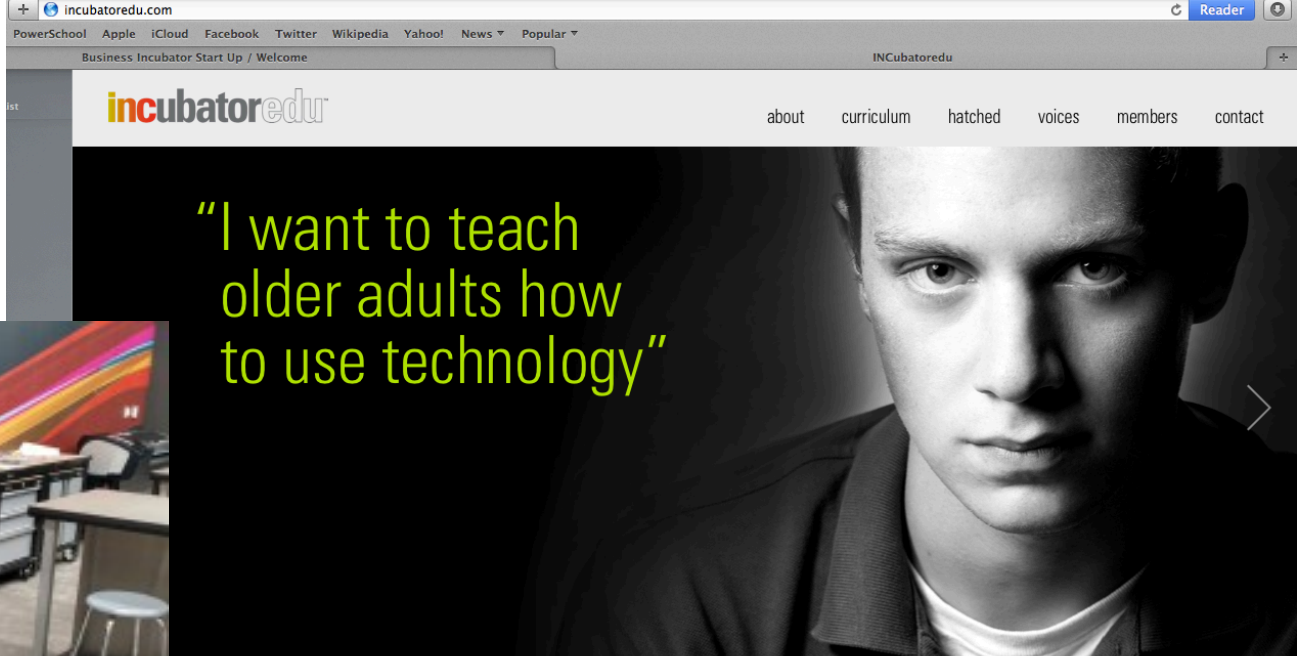 incubatoredu.com
Reader
PowerSchool Apple iCloud Facebook Twitter Wikipedia Yahoo! News Popular
Business Incubator Start Up / Welcome
INCubatoredu
ist
incubatoredu
about curriculum hatched voices members contact
“I want to teach
older adults how
to use technology”